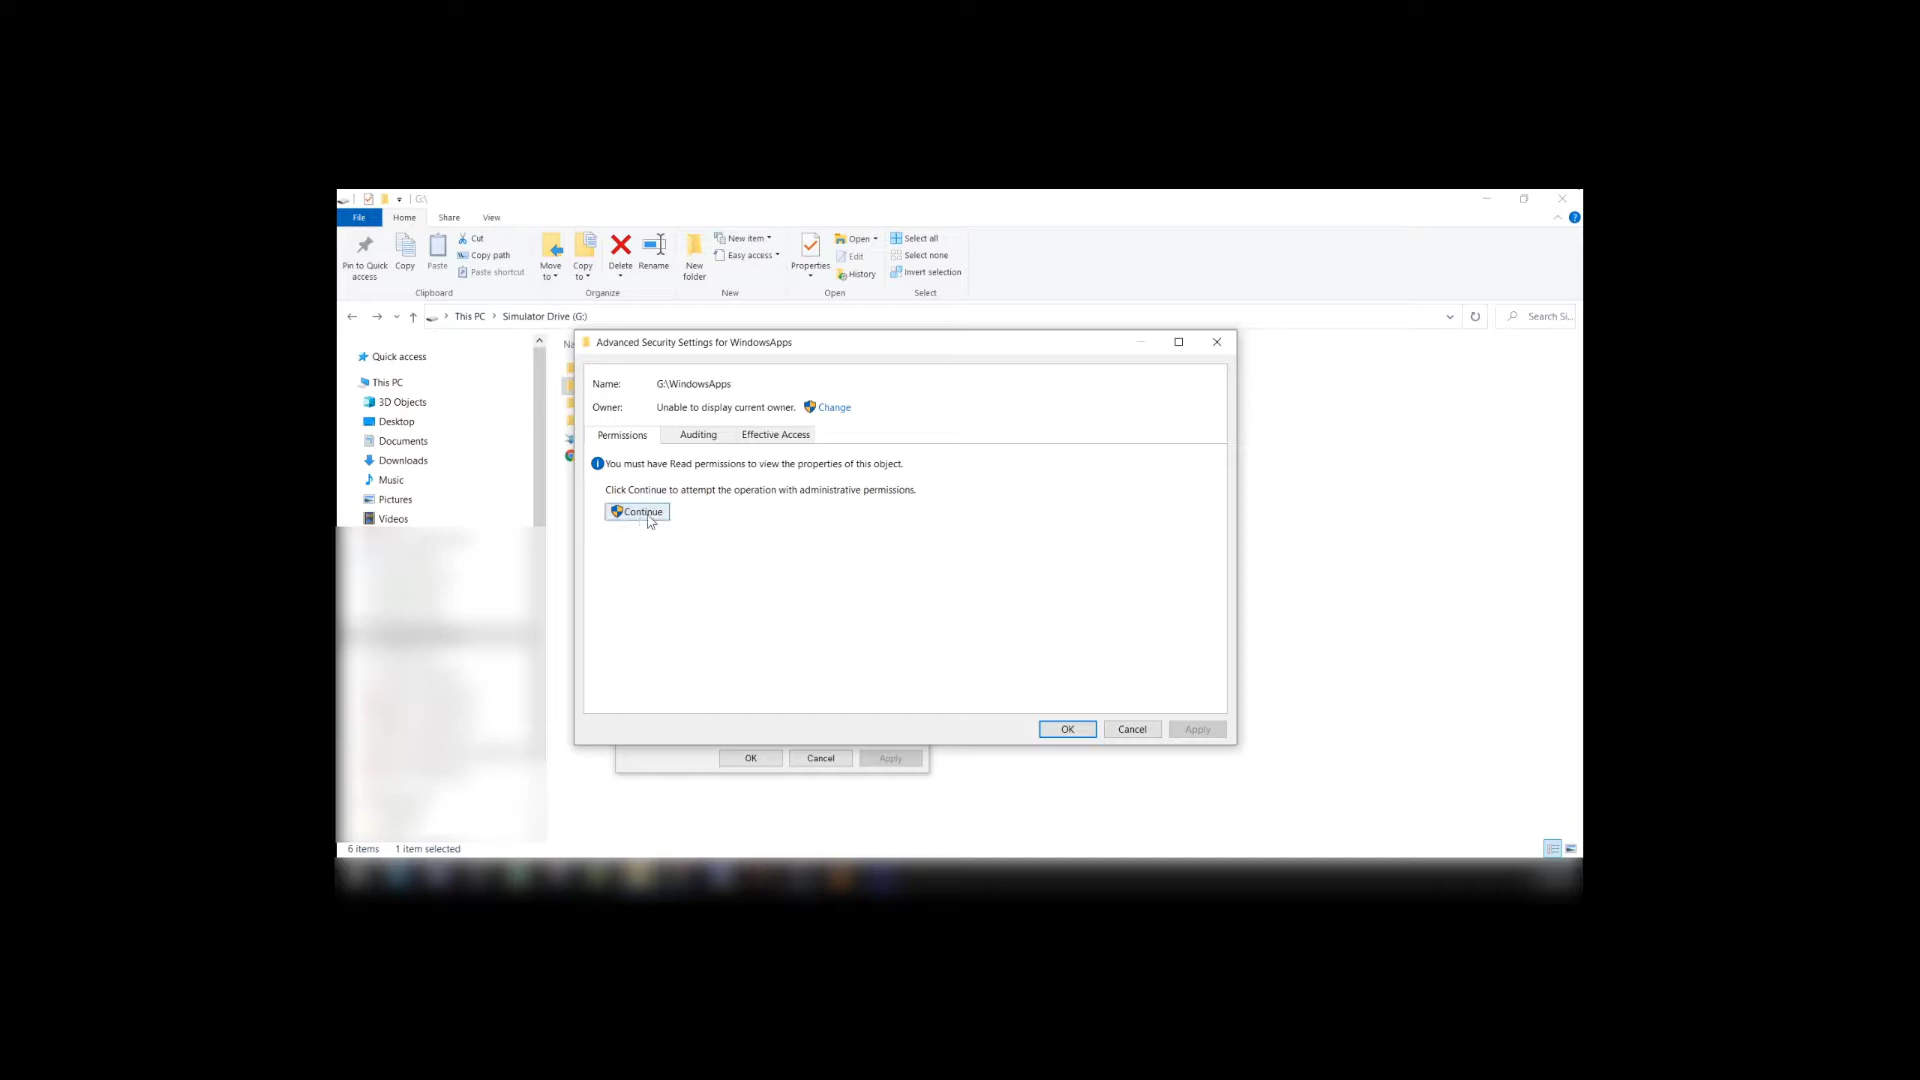 G:\
File
Home
Share
View
Pin to Quick access
Copy
Paste
Cut
Copy path
Paste shortcut
Clipboard
Move to
Copy to
Delete
Rename
Organize
New folder
New item
Easy access
New
Properties
Open
Edit
History
Open
Select all
Select none
Invert selection
Select
This PC
Simulator Drive (G:)
Search Si...
Quick access
This PC
3D Objects
Desktop
Documents
Downloads
Music
Pictures
Videos
Advanced Security Settings for WindowsApps
Name: G:\WindowsApps
Owner: Unable to display current owner. Change
Permissions
Auditing
Effective Access
You must have Read permissions to view the properties of this object.
Click Continue to attempt the operation with administrative permissions.
Continue
OK
Cancel
Apply
OK
Cancel
Apply
6 items
1 item selected